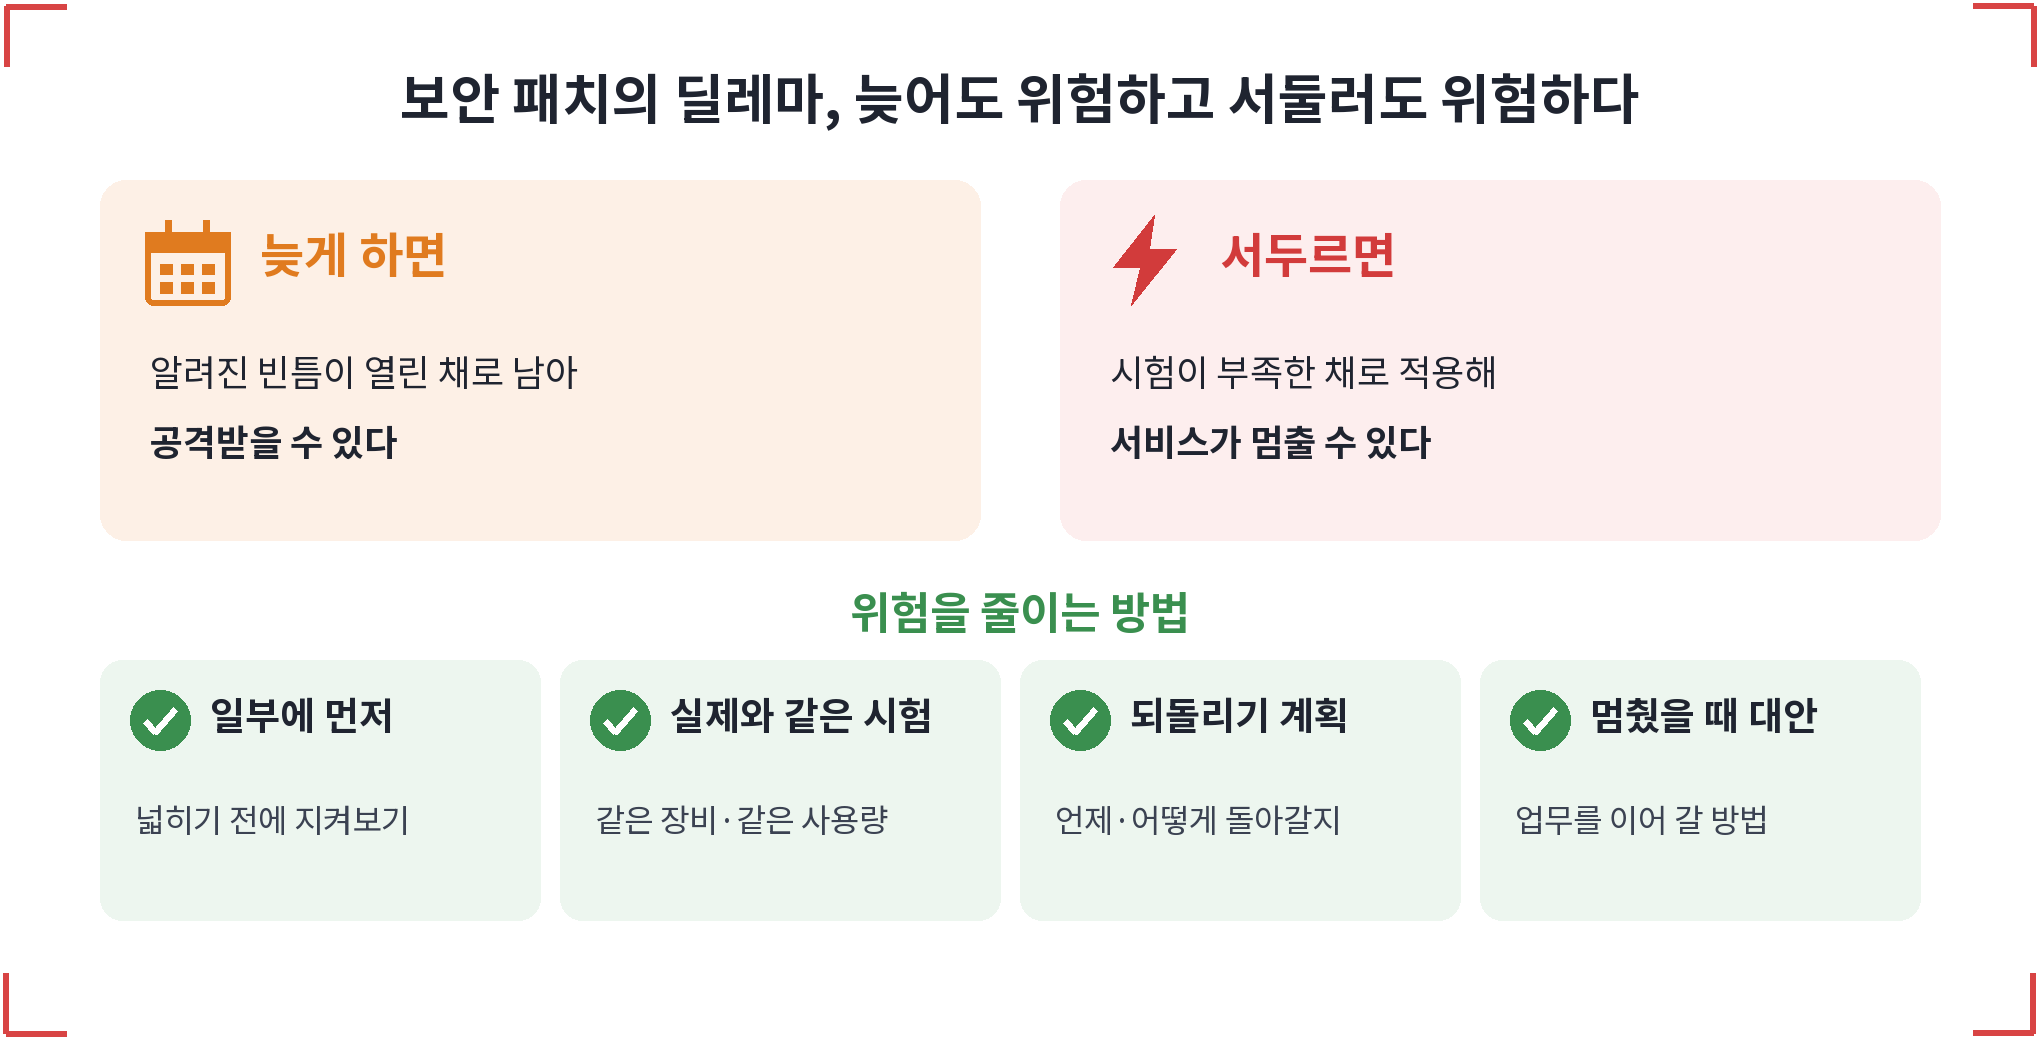 보안 패치의 딜레마, 늦어도 위험하고 서둘러도 위험하다
늦게 하면
알려진 빈틈이 열린 채로 남아
공격받을 수 있다
서두르면
시험이 부족한 채로 적용해
서비스가 멈출 수 있다
위험을 줄이는 방법
일부에 먼저
넓히기 전에 지켜보기
실제와 같은 시험
같은 장비·같은 사용량
되돌리기 계획
언제·어떻게 돌아갈지
멈췄을 때 대안
업무를 이어 갈 방법